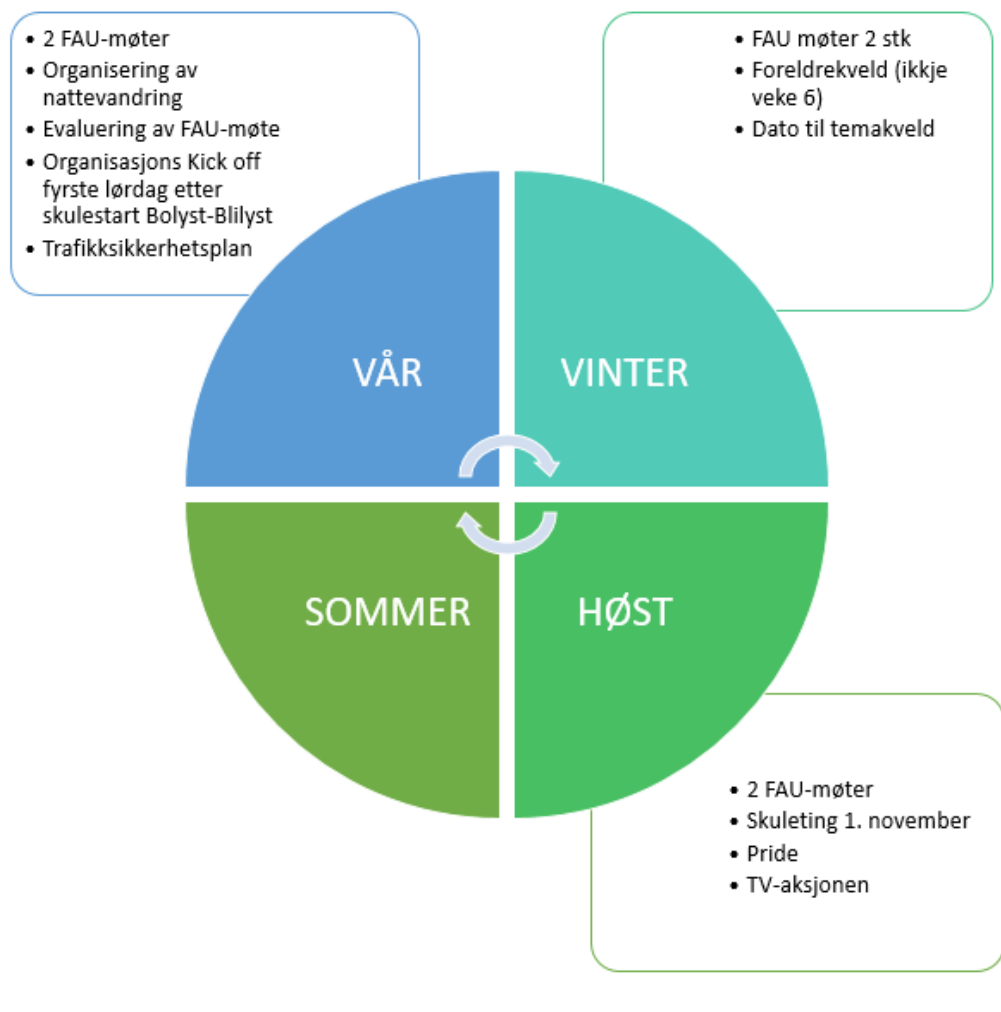 • 2 FAU-møter
• Organisering av
nattevandring
• Evaluering av FAU-møte
• Organisasjons Kick off
fyrste lørdag etter
skulestart Bolyst-Blilyst
• Trafikksikkerhetsplan
• FAU møter 2 stk
• Foreldrekveld (ikkje
veke 6)
• Dato til temakveld
VÅR
VINTER
SOMMER
HØST
• 2 FAU-møter
• Skuleting 1. november
• Pride
• TV-aksjonen